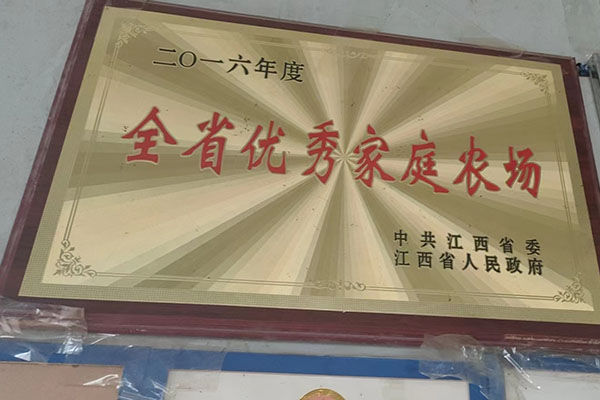 二〇一六年度
全省优秀家庭农场
中共江西省委
江西省人民政府